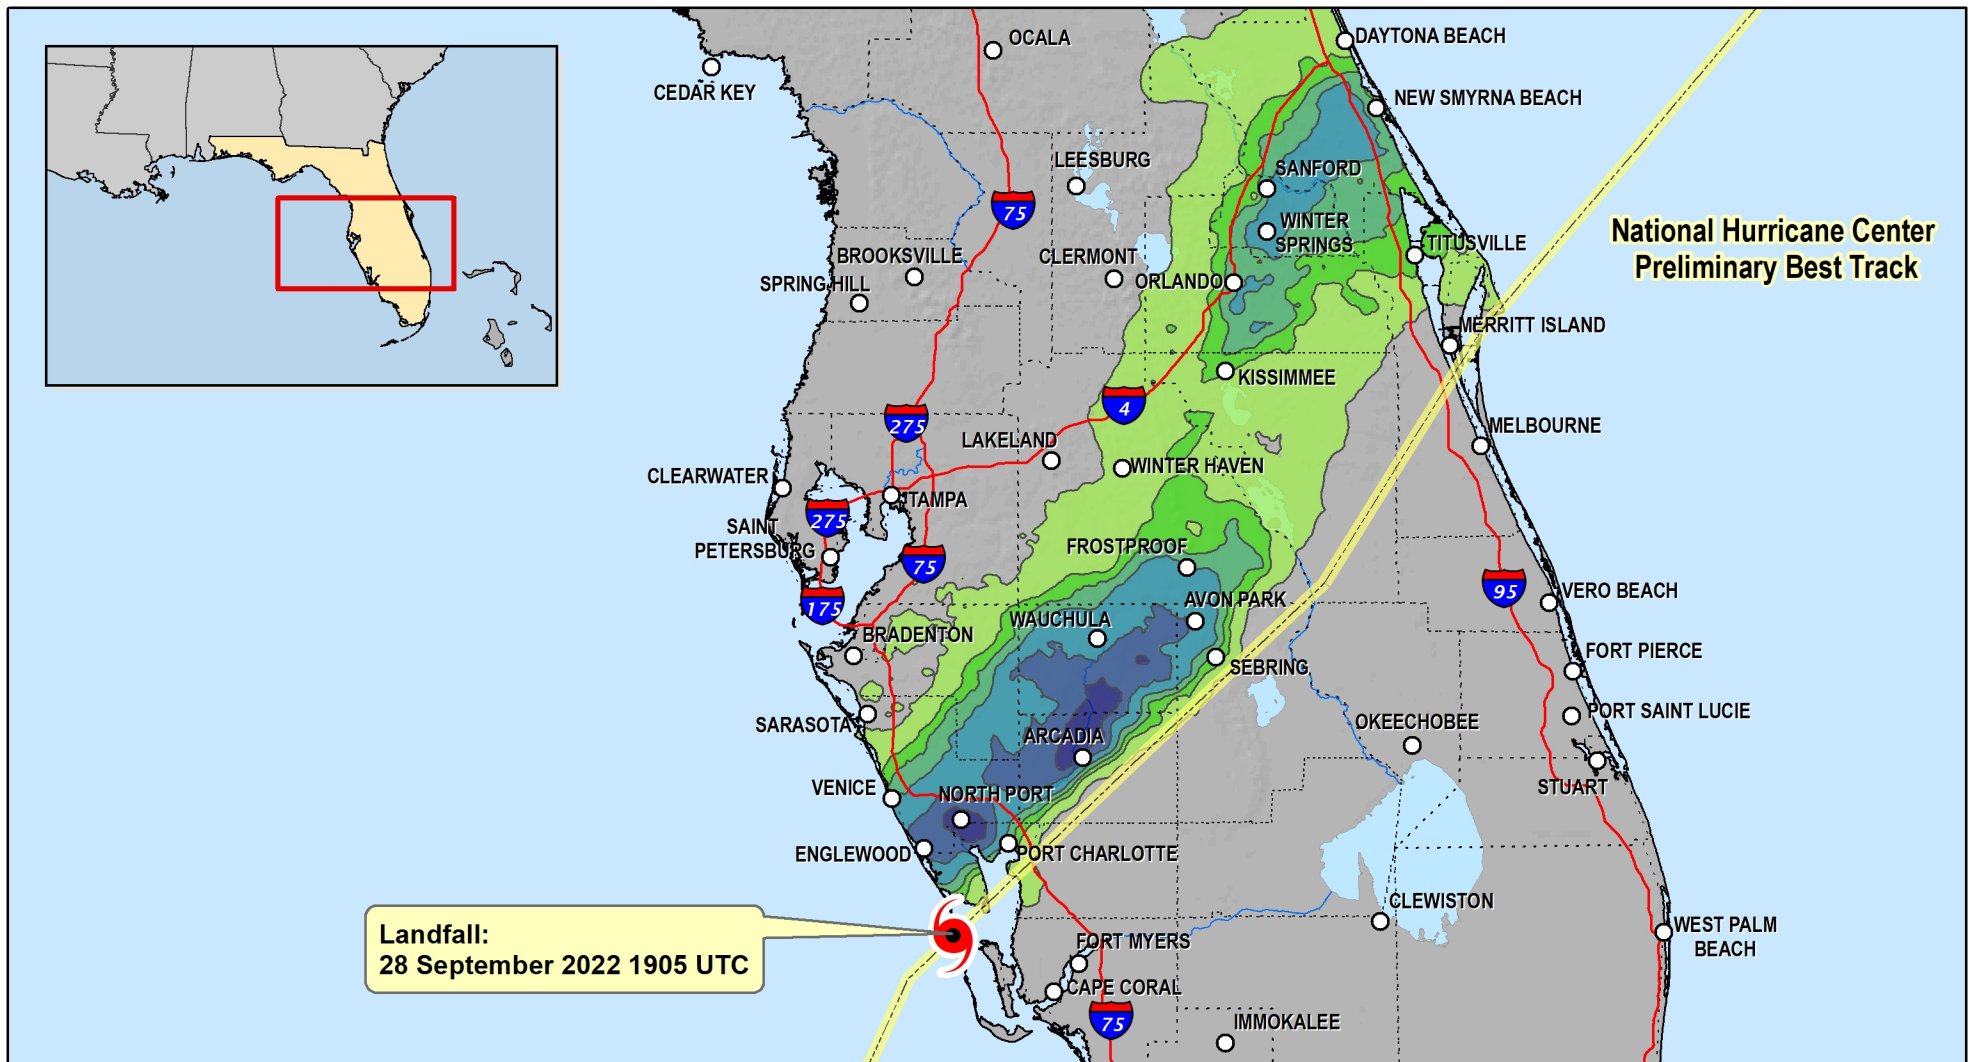 OCALA
DAYTONA BEACH
CEDAR KEY
NEW SMYRNA BEACH
LEESBURG
SANFORD
75
WINTER
SPRINGS
National Hurricane Center
Preliminary Best Track
TITUSVILLE
BROOKSVILLE
CLERMONT
SPRING HILL
ORLANDO
MERRITT ISLAND
KISSIMMEE
4
275
MELBOURNE
LAKELAND
WINTER HAVEN
CLEARWATER
TAMPA
275
SAINT
PETERSBURG
FROSTPROOF
75
95
VERO BEACH
175
AVON PARK
WAUCHULA
BRADENTON
FORT PIERCE
SEBRING
PORT SAINT LUCIE
SARASOTA
OKEECHOBEE
ARCADIA
VENICE
NORTH PORT
STUART
ENGLEWOOD
PORT CHARLOTTE
CLEWISTON
WEST PALM
BEACH
Landfall:
28 September 2022 1905 UTC
FORT MYERS
CAPE CORAL
75
IMMOKALEE